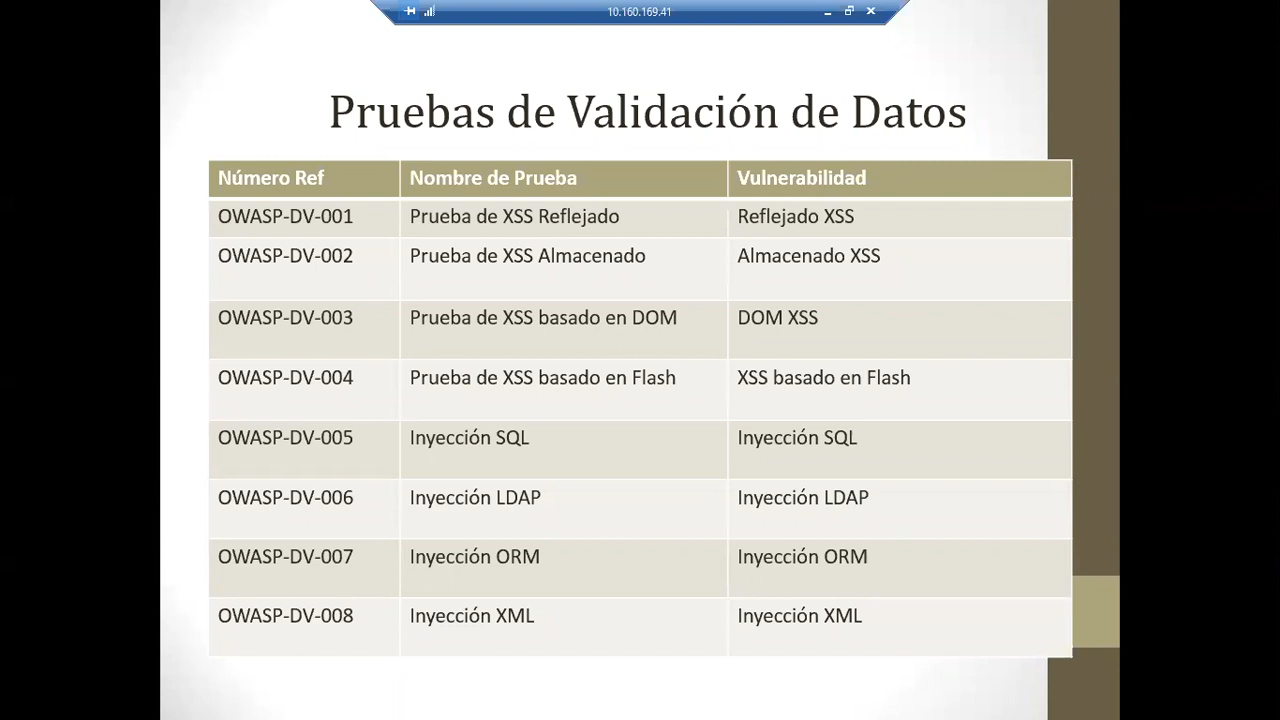 10.160.169.41
Pruebas de Validación de Datos
Número Ref Nombre de Prueba Vulnerabilidad
OWASP-DV-001 Prueba de XSS Reflejado Reflejado XSS
OWASP-DV-002 Prueba de XSS Almacenado Almacenado XSS
OWASP-DV-003 Prueba de XSS basado en DOM DOM XSS
OWASP-DV-004 Prueba de XSS basado en Flash XSS basado en Flash
OWASP-DV-005 Inyección SQL Inyección SQL
OWASP-DV-006 Inyección LDAP Inyección LDAP
OWASP-DV-007 Inyección ORM Inyección ORM
OWASP-DV-008 Inyección XML Inyección XML